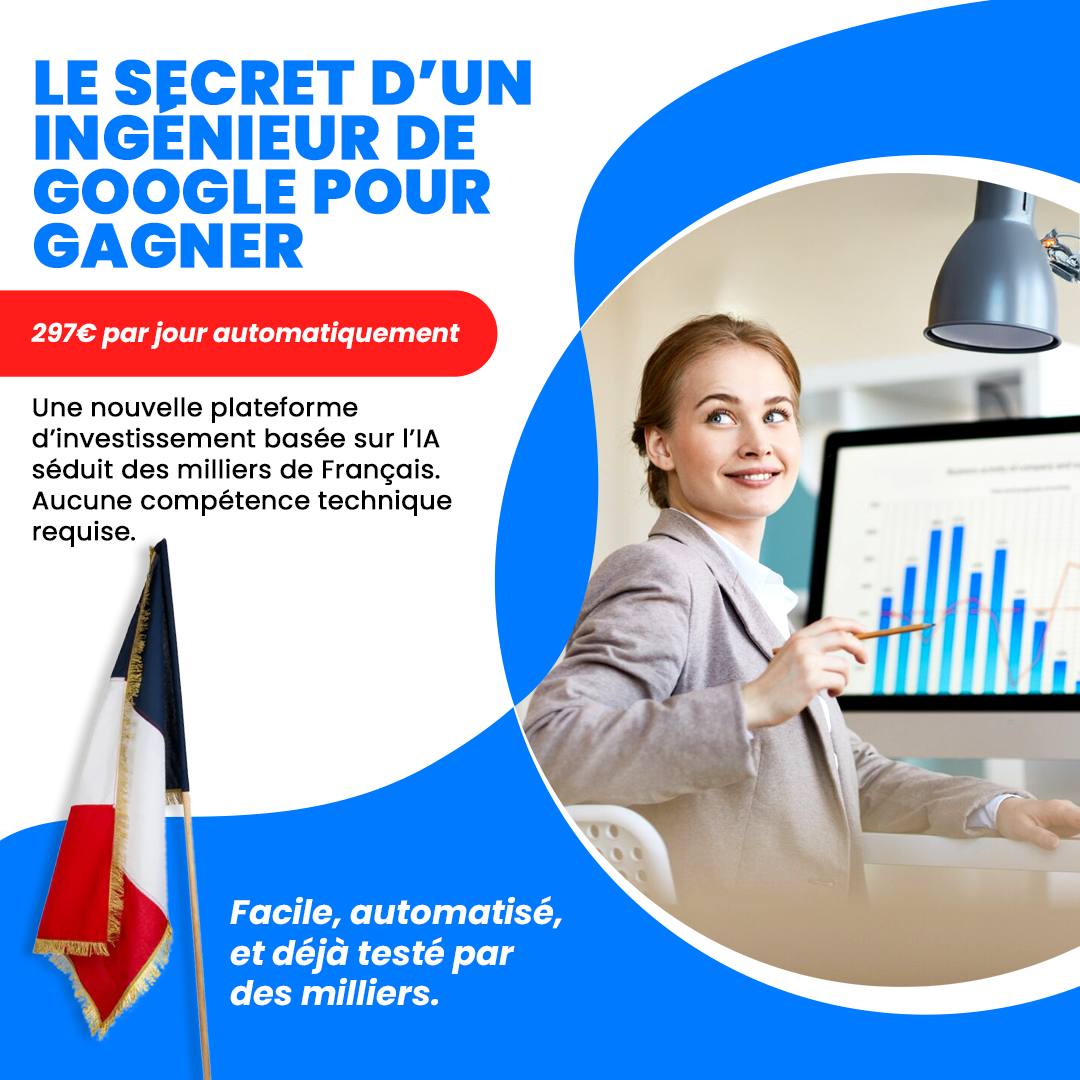 LE SECRET D’UN
INGÉNIEUR DE
GOOGLE POUR
GAGNER
297€ par jour automatiquement
Une nouvelle plateforme
d’investissement basée sur l’IA
séduit des milliers de Français.
Aucune compétence technique
requise.
Facile, automatisé,
et déjà testé par
des milliers.